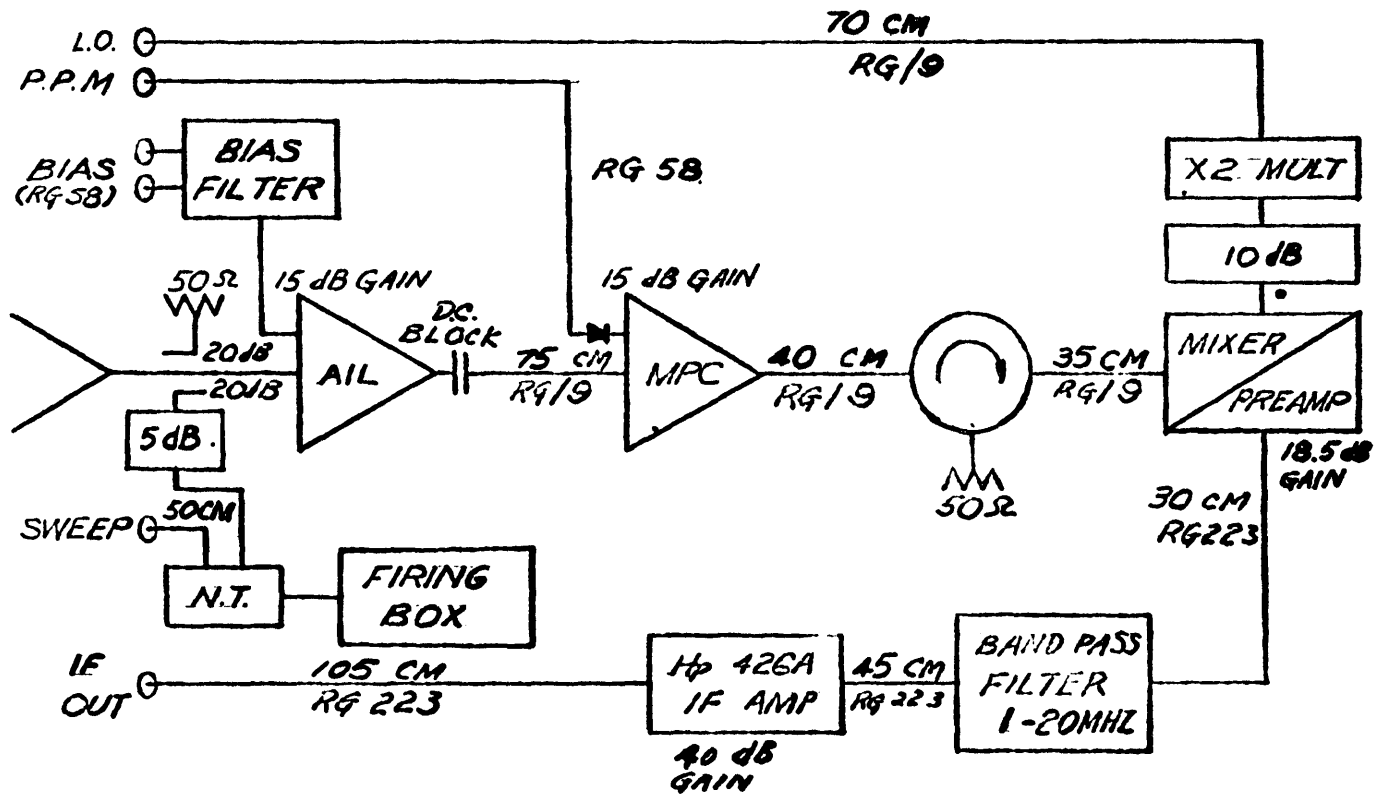 L.O.
70 CM
RG/9
P.P.M
BIAS
(RG58)
BIAS
FILTER
RG 58.
X2 MULT
10 dB
50Ω
15 dB GAIN
D.C.
BLOCK
15 dB GAIN
20dB
20dB
AIL
75 CM
RG/9
MPC
40 CM
RG/9
35 CM
RG/9
MIXER
PREAMP
18.5 dB
GAIN
5 dB.
50CM
50Ω
30 CM
RG223
SWEEP
N.T.
FIRING
BOX
IF
OUT
105 CM
RG 223
Hp 426A
IF AMP
40 dB
GAIN
45 CM
RG 223
BAND PASS
FILTER
1-20MHZ